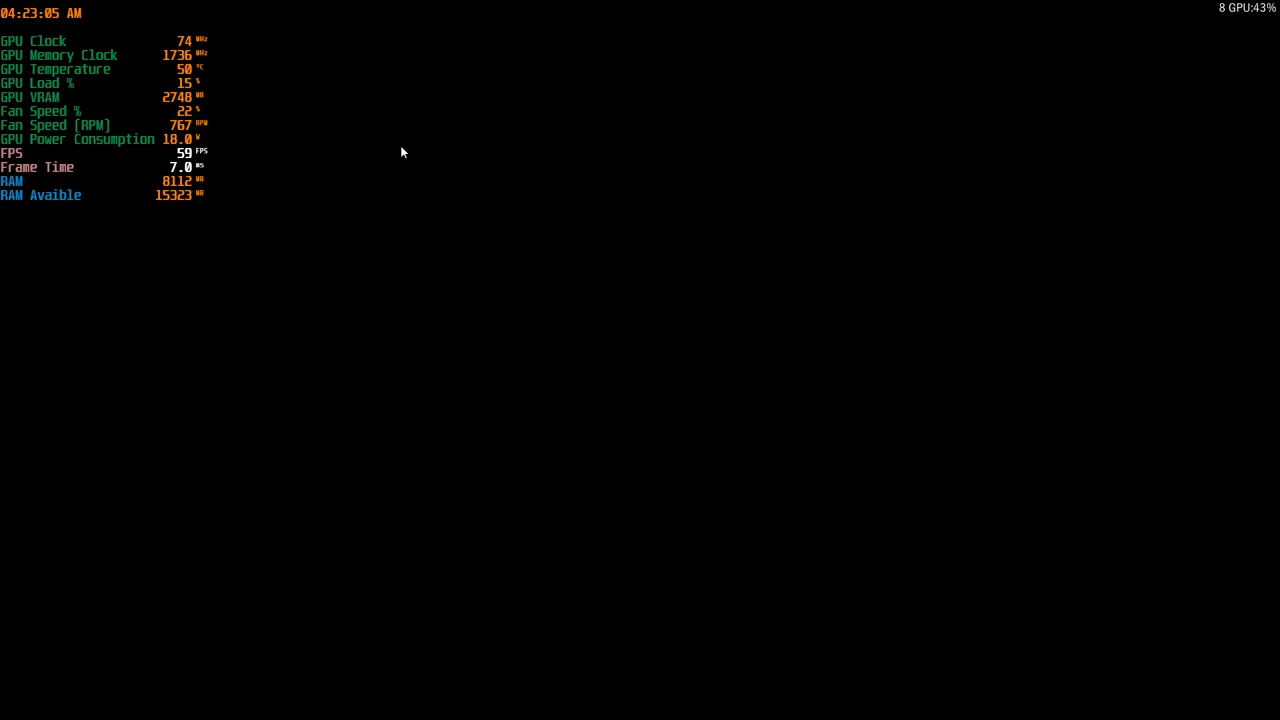 04:23:05 AM
8 GPU:43%
GPU Clock 74 MHz
GPU Memory Clock 1736 MHz
GPU Temperature 50 °C
GPU Load % 15 %
GPU VRAM 2748 MB
Fan Speed % 22 %
Fan Speed (RPM) 767 RPM
GPU Power Consumption 18.0 W
FPS 59 FPS
Frame Time 7.0 ms
RAM 8112 MB
RAM Avaible 15323 MB